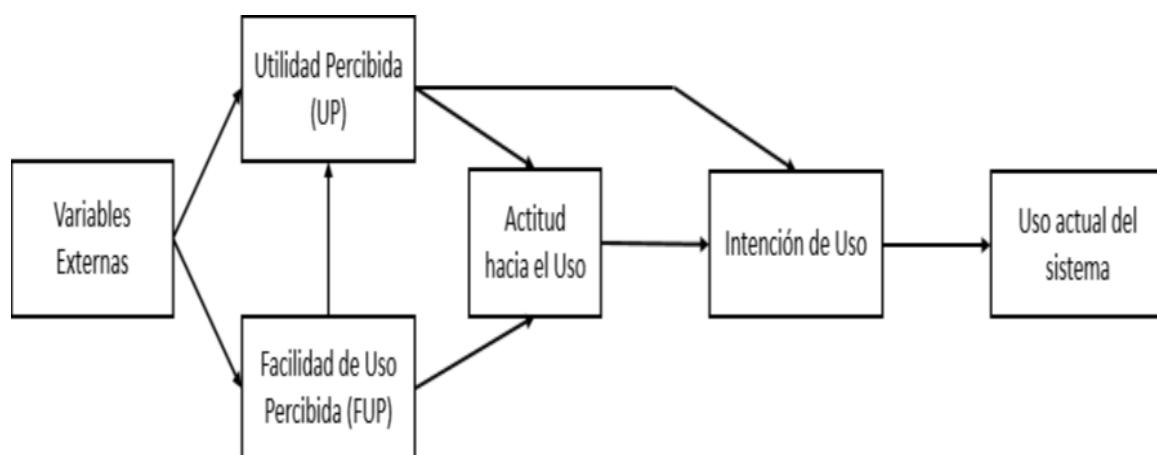 Utilidad Percibida
(UP)
Variables
Externas
Actitud
hacia el Uso
Intención de Uso
Uso actual del
sistema
Facilidad de Uso
Percibida (FUP)